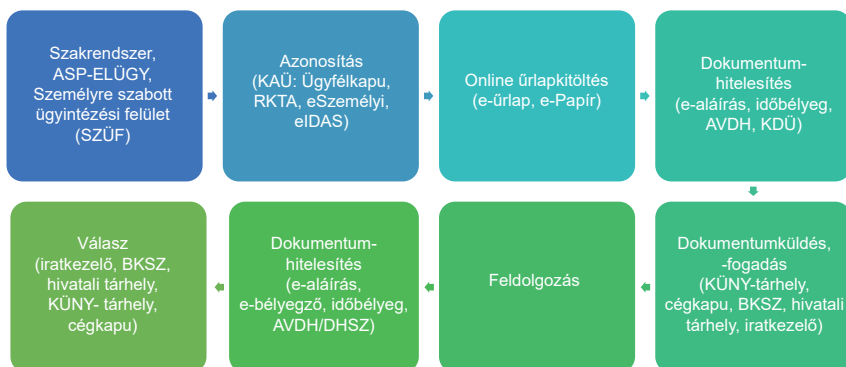 Szakrendszer,
ASP-ELÜGY,
Személyre szabott
ügyintézési felület
(SZÜF)
Azonosítás
(KAÜ: Ügyfélkapu,
RKTA, eSzemélyi,
eIDAS)
Online űrlapkitöltés
(e-űrlap, e-Papír)
Dokumentum-
hitelesítés
(e-aláírás, időbélyeg,
AVDH, KDÜ)
Dokumentumküldés,
-fogadás
(KÜNY-tárhely,
cégkapu, BKSZ, hivatali
tárhely, iratkezelő)
Feldolgozás
Dokumentum-
hitelesítés
(e-aláírás,
e-bélyegző, időbélyeg,
AVDH/DHSZ)
Válasz
(iratkezelő, BKSZ,
hivatali tárhely,
KÜNY- tárhely,
cégkapu)